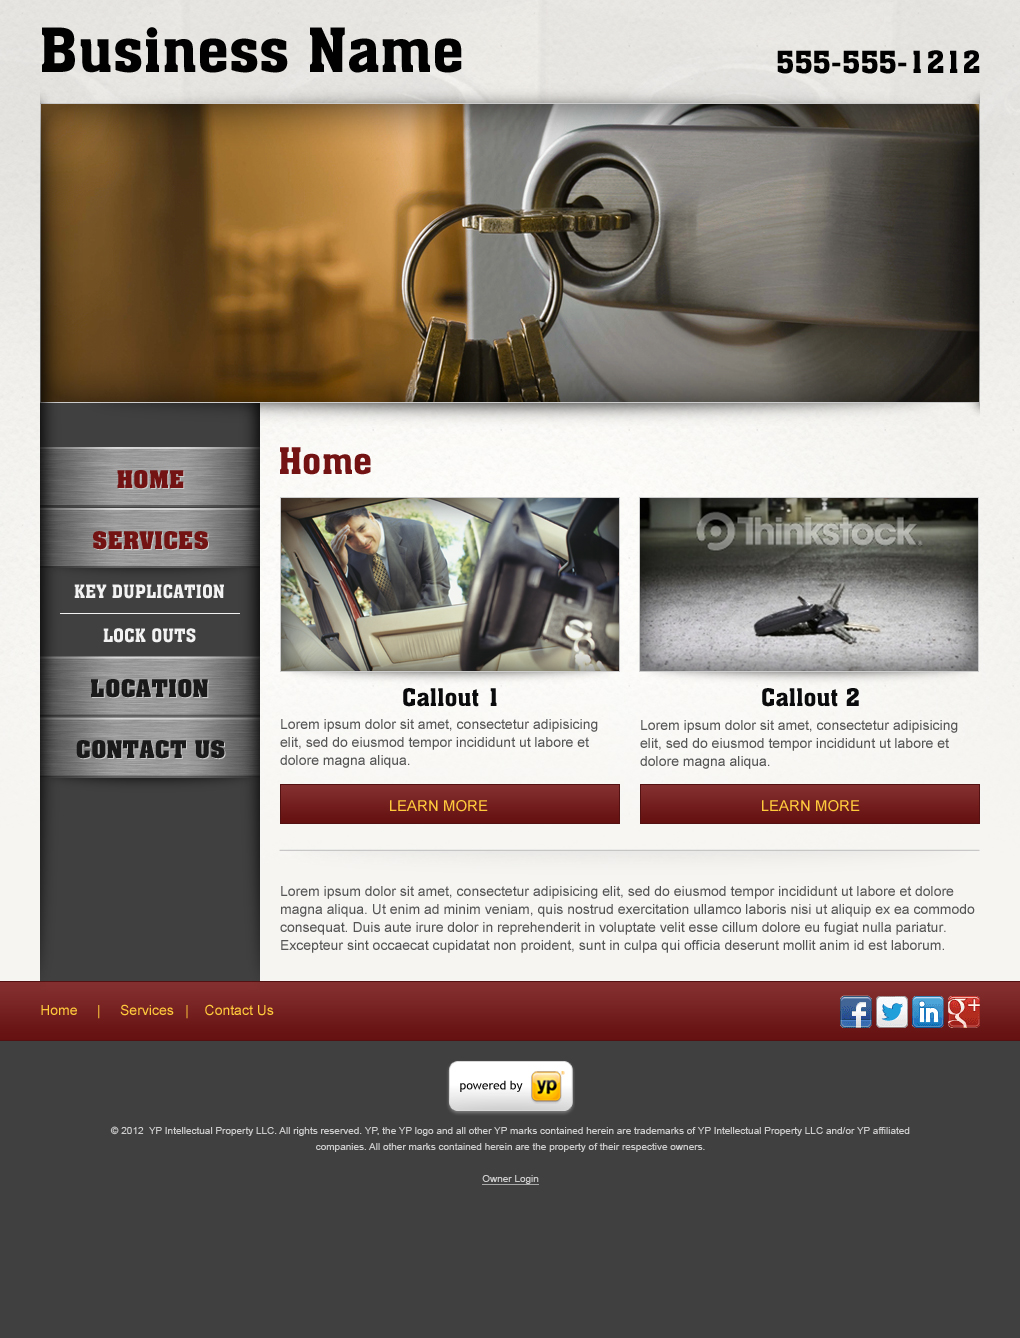 Business Name
555-555-1212
HOME
SERVICES
KEY DUPLICATION
LOCK OUTS
LOCATION
CONTACT US
Home
Thinkstock
Callout 1
Lorem ipsum dolor sit amet, consectetur adipisicing
elit, sed do eiusmod tempor incididunt ut labore et
dolore magna aliqua.
LEARN MORE
Callout 2
Lorem ipsum dolor sit amet, consectetur adipisicing
elit, sed do eiusmod tempor incididunt ut labore et
dolore magna aliqua.
LEARN MORE
Lorem ipsum dolor sit amet, consectetur adipisicing elit, sed do eiusmod tempor incididunt ut labore et dolore
magna aliqua. Ut enim ad minim veniam, quis nostrud exercitation ullamco laboris nisi ut aliquip ex ea commodo
consequat. Duis aute irure dolor in reprehenderit in voluptate velit esse cillum dolore eu fugiat nulla pariatur.
Excepteur sint occaecat cupidatat non proident, sunt in culpa qui officia deserunt mollit anim id est laborum.
Home | Services | Contact Us
f in g+
powered by yp
© 2012 YP Intellectual Property LLC. All rights reserved. YP, the YP logo and all other YP marks contained herein are trademarks of YP Intellectual Property LLC and/or YP affiliated
companies. All other marks contained herein are the property of their respective owners.
Owner Login